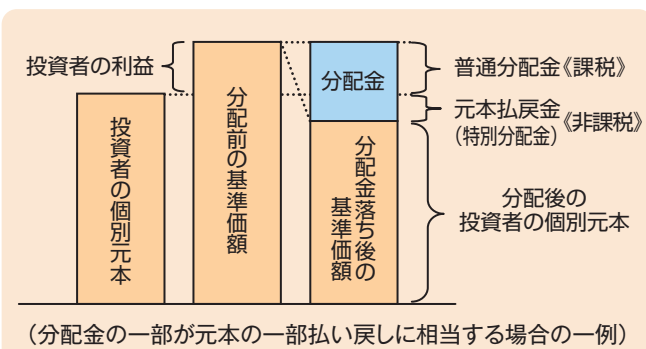 投資者の利益
投資者の個別元本
分配前の基準価額
分配金
分配金落ち後の
基準価額
普通分配金《課税》
元本払戻金
(特別分配金)
《非課税》
分配後の
投資者の個別元本
（分配金の一部が元本の一部払い戻しに相当する場合の一例）